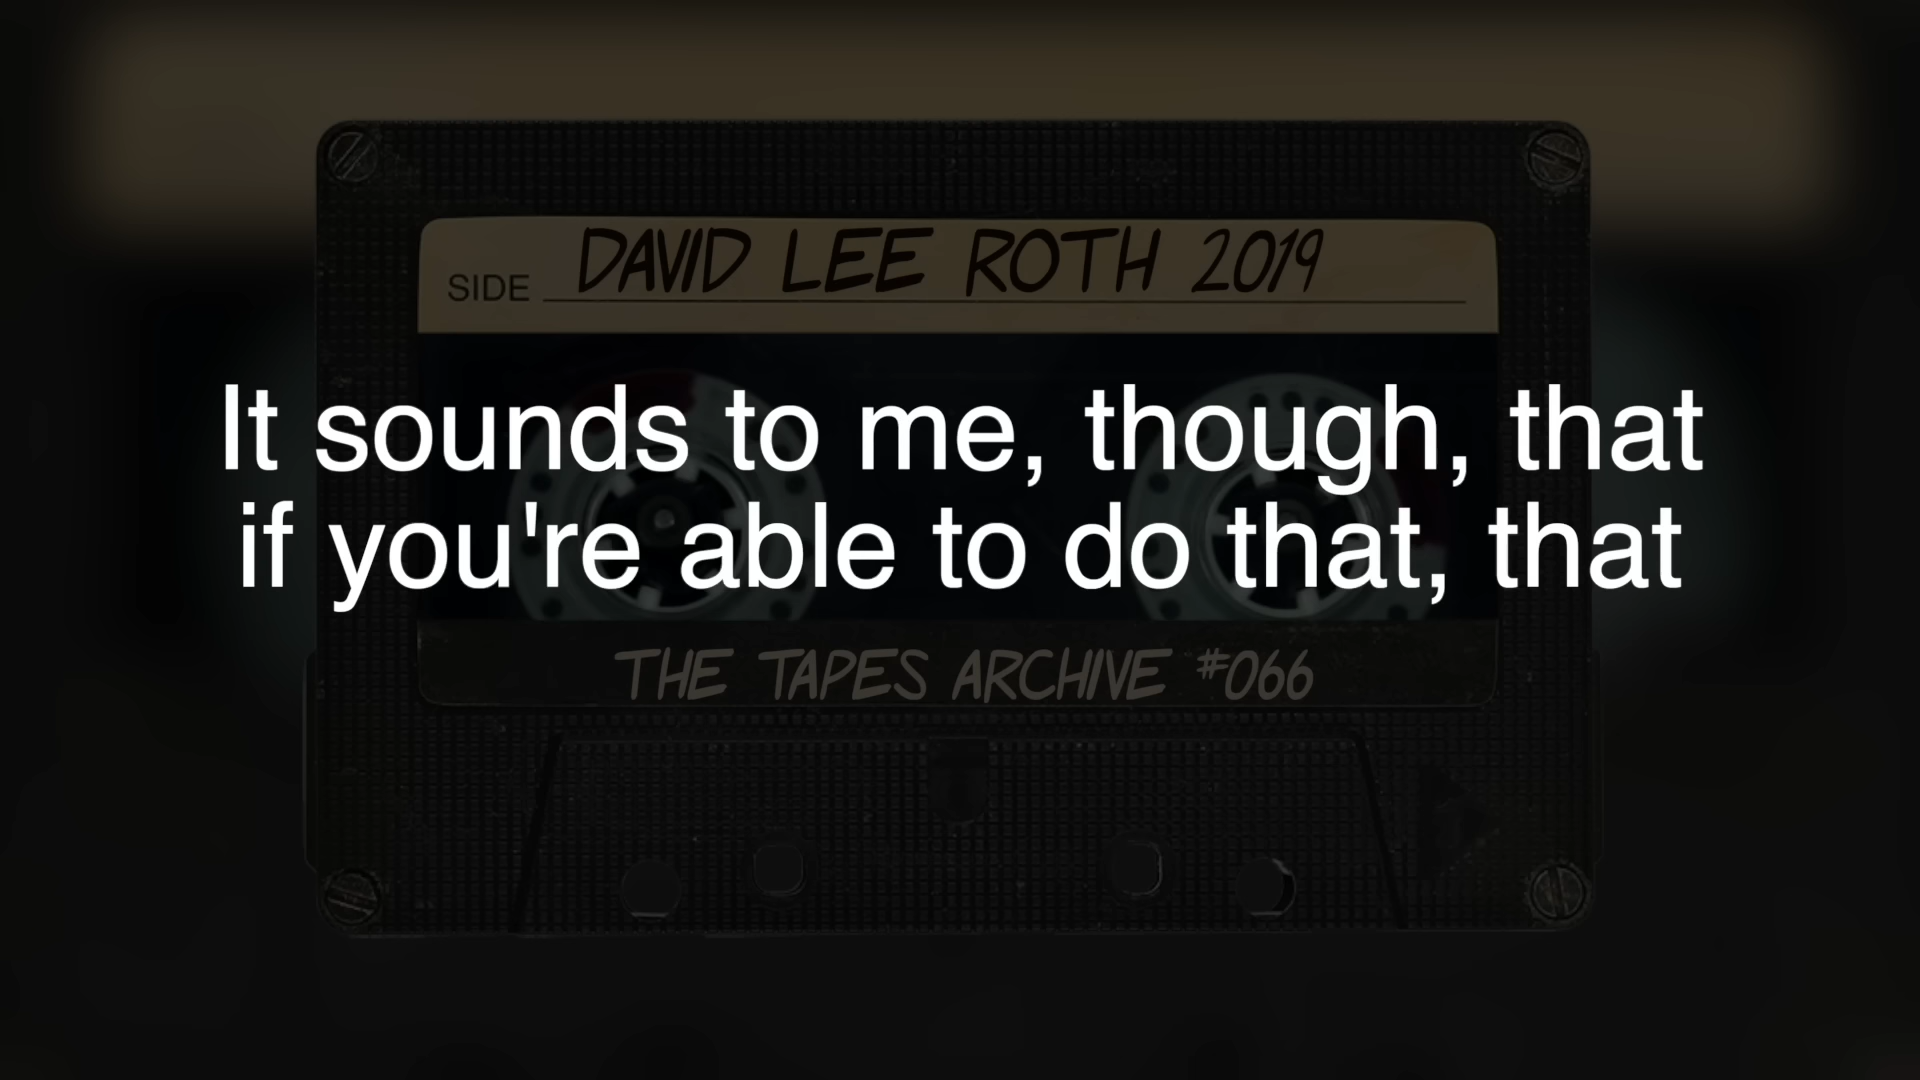 SIDE DAVID LEE ROTH 2019
It sounds to me, though, that
if you're able to do that, that
THE TAPES ARCHIVE #066